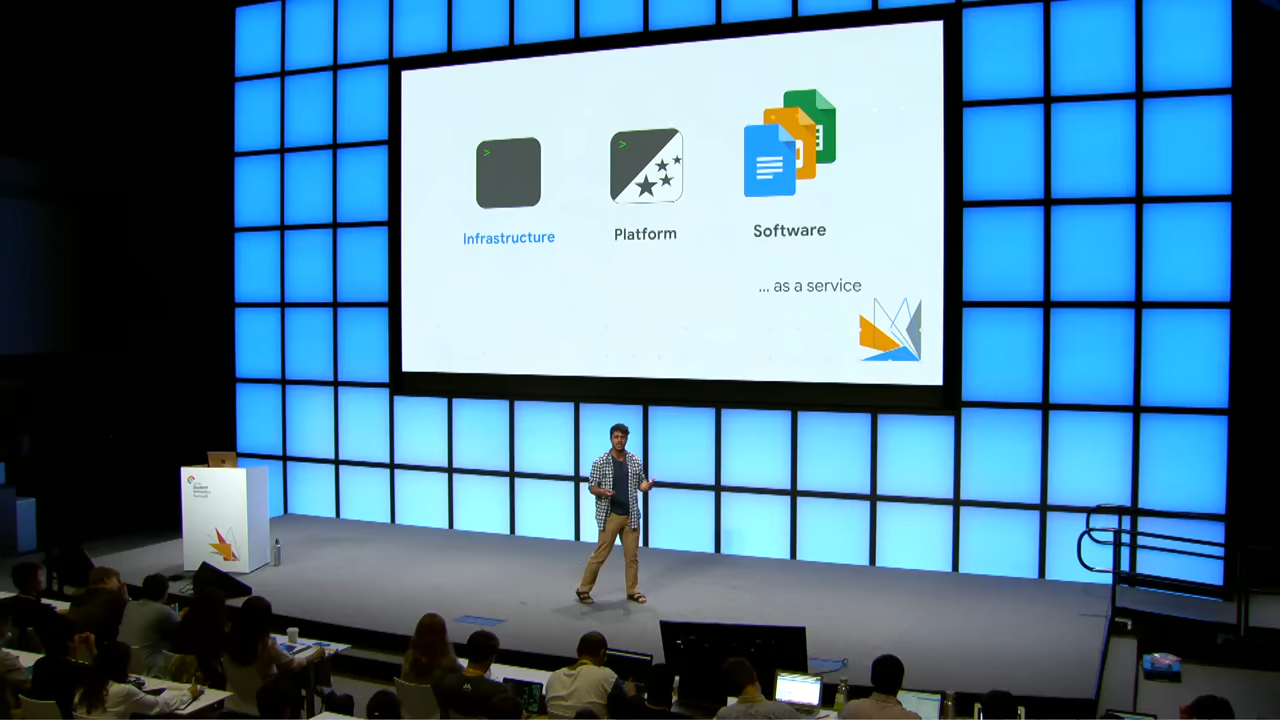 Infrastructure
Platform
Software
... as a service